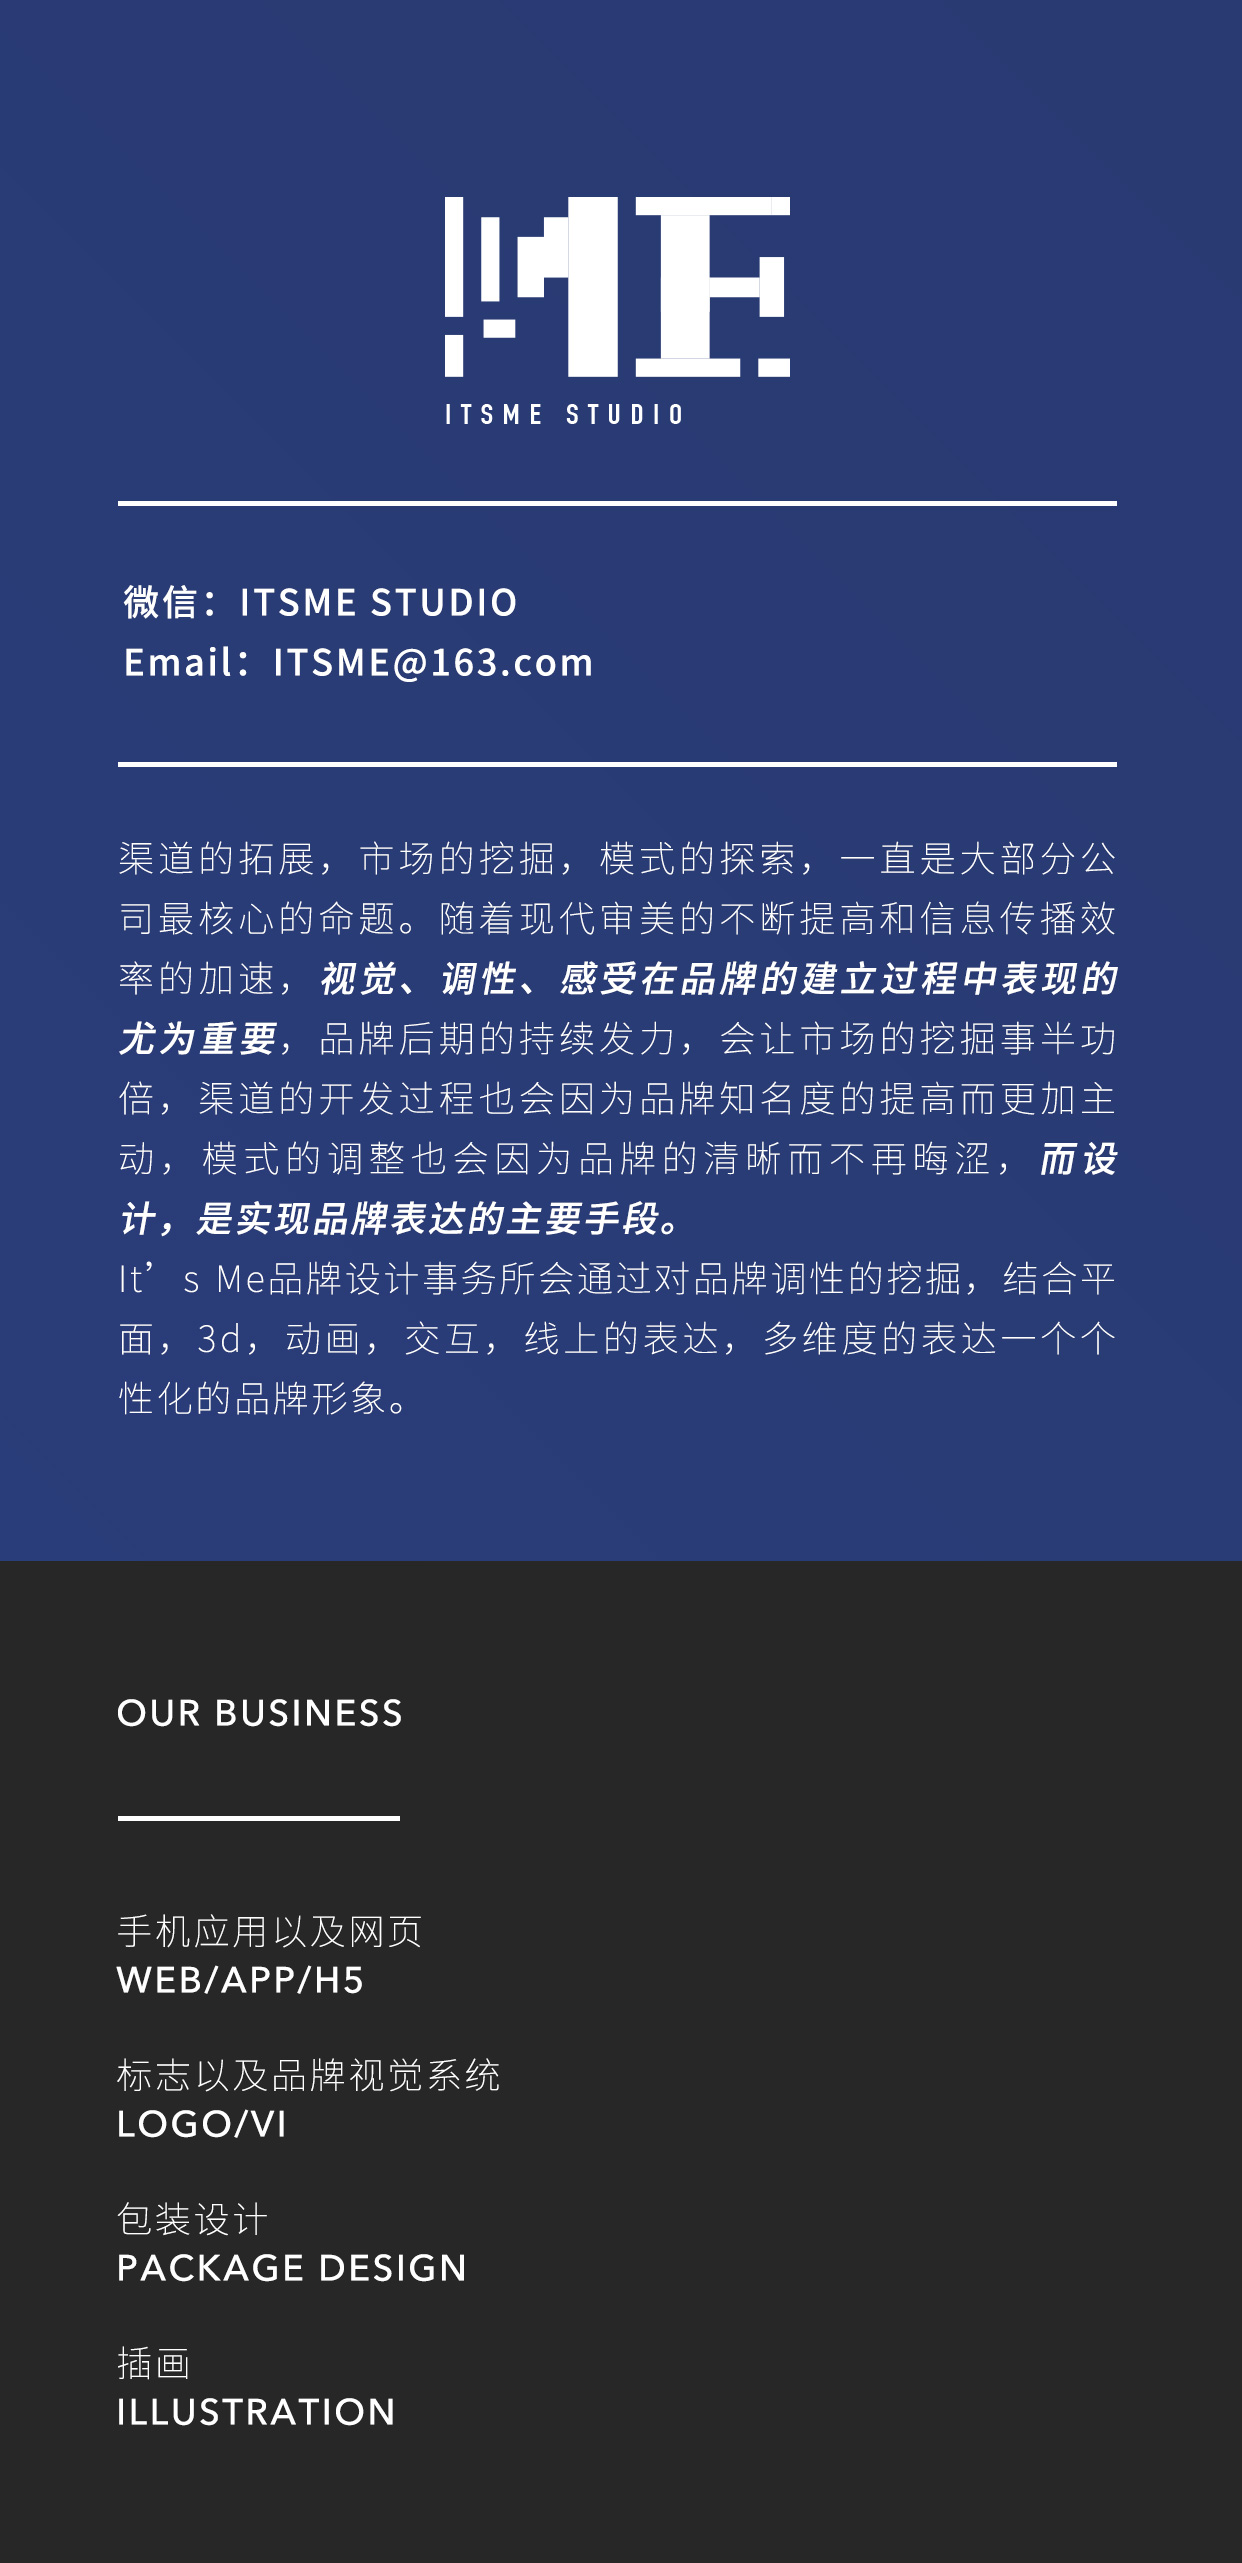 ME
ITSME STUDIO
微信：ITSME STUDIO
Email：ITSME@163.com
渠道的拓展，市场的挖掘，模式的探索，一直是大部分公
司最核心的命题。随着现代审美的不断提高和信息传播效
率的加速，视觉、调性、感受在品牌的建立过程中表现的
尤为重要，品牌后期的持续发力，会让市场的挖掘事半功
倍，渠道的开发过程也会因为品牌知名度的提高而更加主
动，模式的调整也会因为品牌的清晰而不再晦涩，而设
计，是实现品牌表达的主要手段。
It’s Me品牌设计事务所会通过对品牌调性的挖掘，结合平
面，3d，动画，交互，线上的表达，多维度的表达一个个
性化的品牌形象。
OUR BUSINESS
手机应用以及网页
WEB/APP/H5
标志以及品牌视觉系统
LOGO/VI
包装设计
PACKAGE DESIGN
插画
ILLUSTRATION